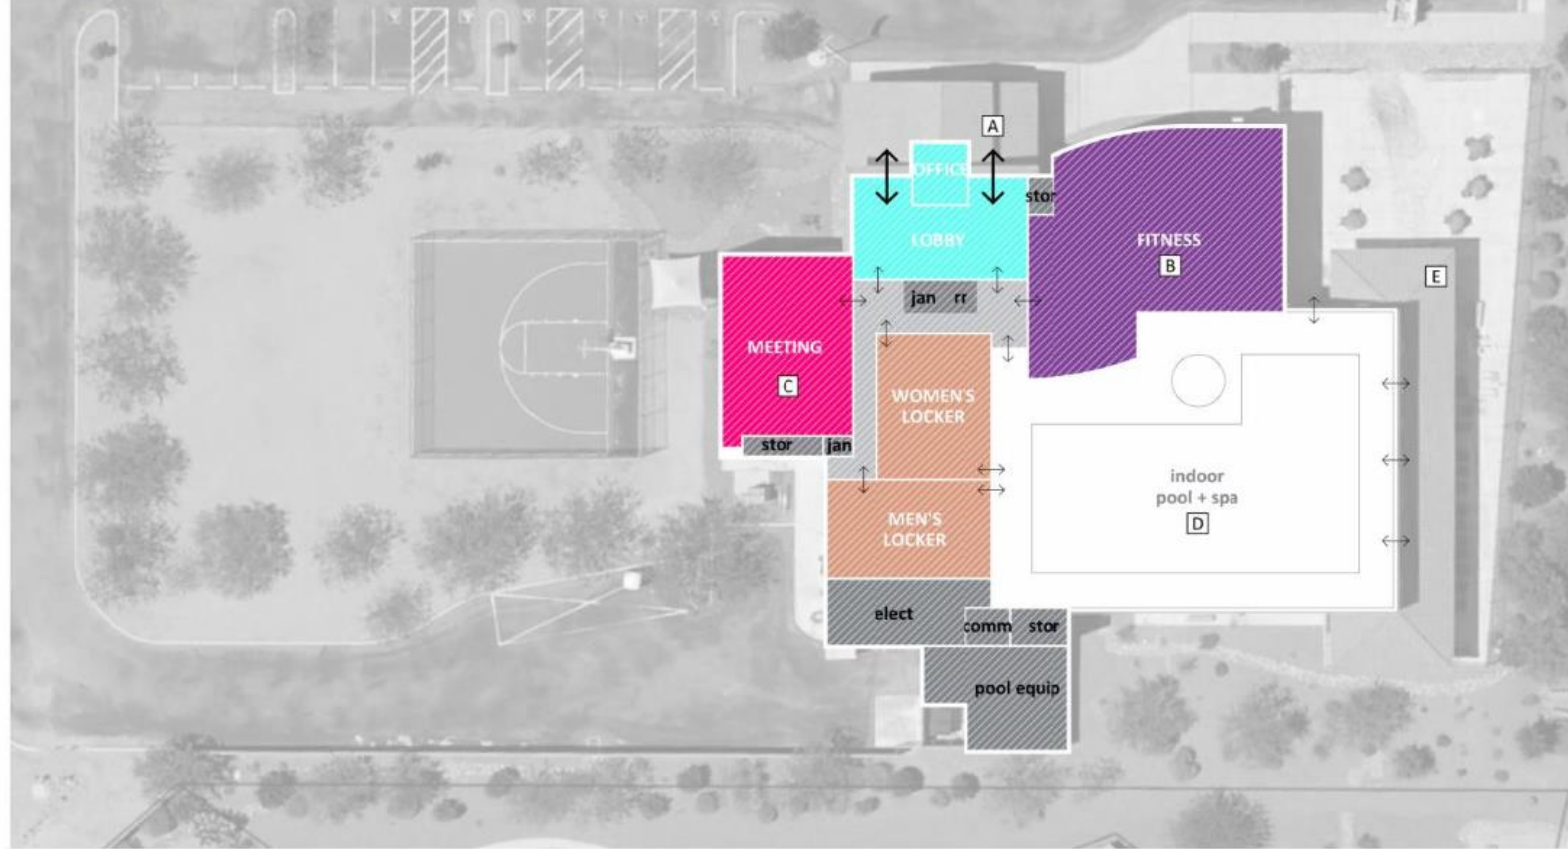 A
OFFICE
stor
LOBBY
FITNESS
B
E
jan rr
MEETING
C
WOMEN'S
LOCKER
stor
jan
indoor
pool + spa
D
MEN'S
LOCKER
elect
comm
stor
pool equip